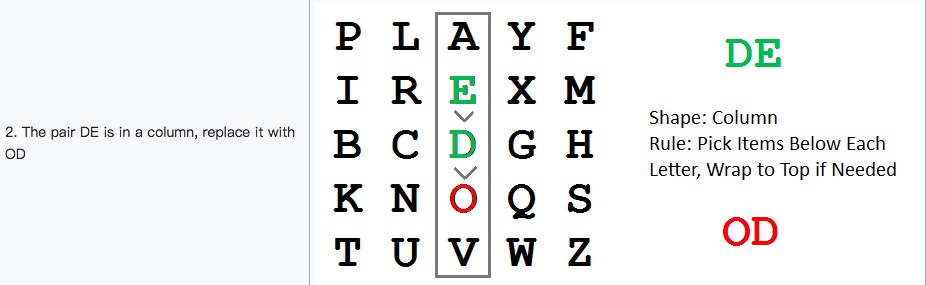 2. The pair DE is in a column, replace it with
OD
P L A Y F
I R E X M
B C D G H
K N O Q S
T U V W Z
DE
Shape: Column
Rule: Pick Items Below Each
Letter, Wrap to Top if Needed
OD